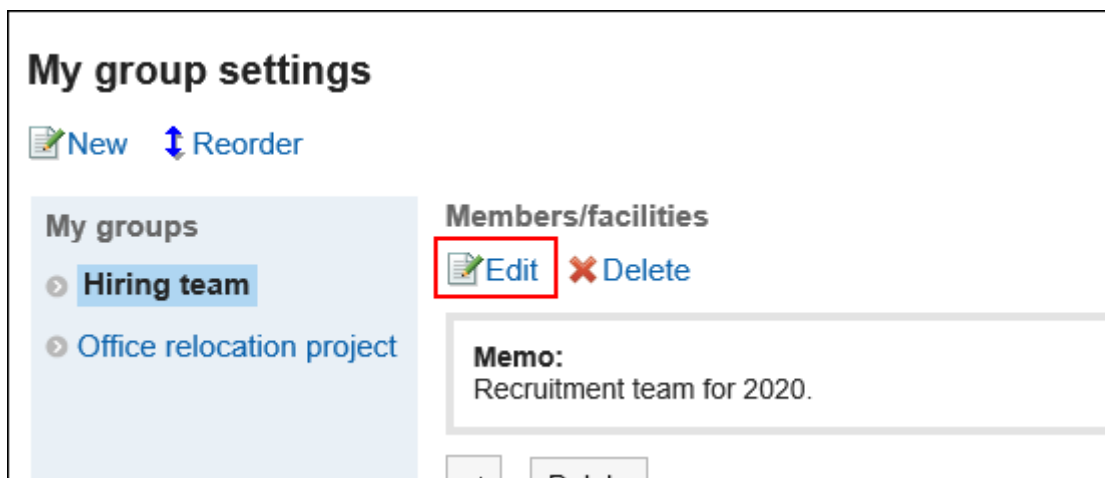 My group settings
New Reorder
My groups
Hiring team
Office relocation project
Members/facilities
Edit Delete
Memo:
Recruitment team for 2020.